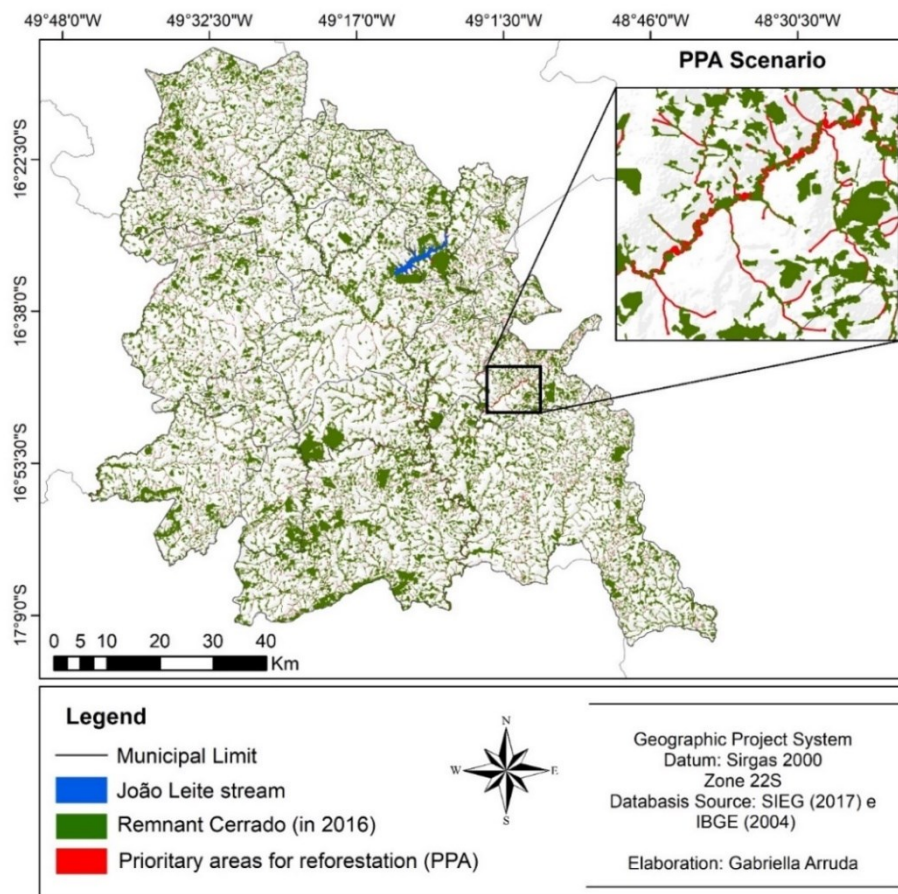 49°48'0"W 49°32'30"W 49°17'0"W 49°1'30"W 48°46'0"W 48°30'30"W
PPA Scenario
16°22'30"S
16°38'0"S
16°53'30"S
17°9'0"S
0 5 10 20 30 40
Km
Legend
Municipal Limit
João Leite stream
Remnant Cerrado (in 2016)
Prioritary areas for reforestation (PPA)
N
W E
S
Geographic Project System
Datum: Sirgas 2000
Zone 22S
Databasis Source: SIEG (2017) e
IBGE (2004)
Elaboration: Gabriella Arruda